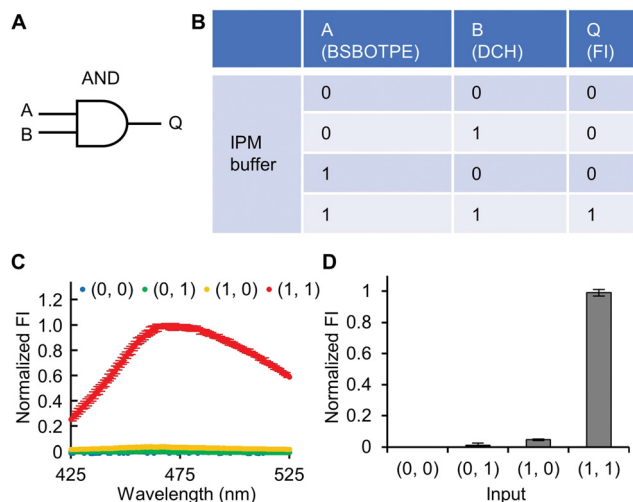 A
AND
A
B
Q
B
A (BSBOTPE) B (DCH) Q (FI)
IPM buffer
0 0 0
0 1 0
1 0 0
1 1 1
C
(0, 0) (0, 1) (1, 0) (1, 1)
Normalized FI
1.2
1.0
0.8
0.6
0.4
0.2
0
425 475 525
Wavelength (nm)
D
Normalized FI
1
0.8
0.6
0.4
0.2
0
(0, 0) (0, 1) (1, 0) (1, 1)
Input